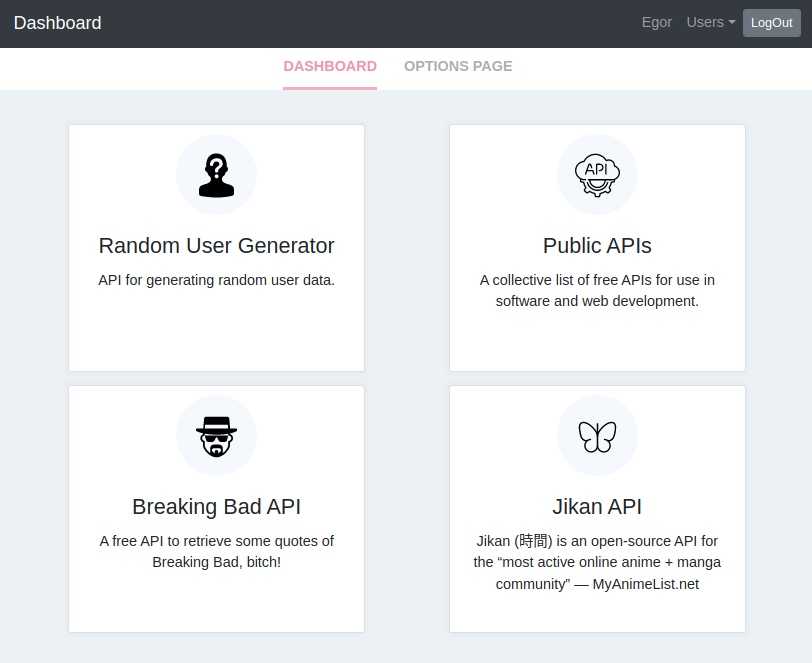 Dashboard
Egor Users LogOut
DASHBOARD OPTIONS PAGE
Random User Generator
API for generating random user data.
API
Public APIs
A collective list of free APIs for use in
software and web development.
Breaking Bad API
A free API to retrieve some quotes of
Breaking Bad, bitch!
Jikan API
Jikan (時間) is an open-source API for
the “most active online anime + manga
community” — MyAnimeList.net